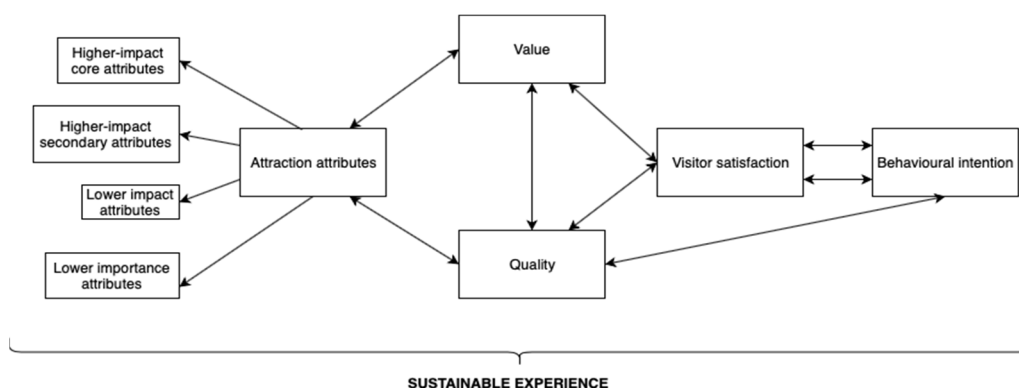 Higher-impact
core attributes
Higher-impact
secondary attributes
Lower impact
attributes
Lower importance
attributes
Attraction attributes
Value
Quality
Visitor satisfaction
Behavioural intention
SUSTAINABLE EXPERIENCE